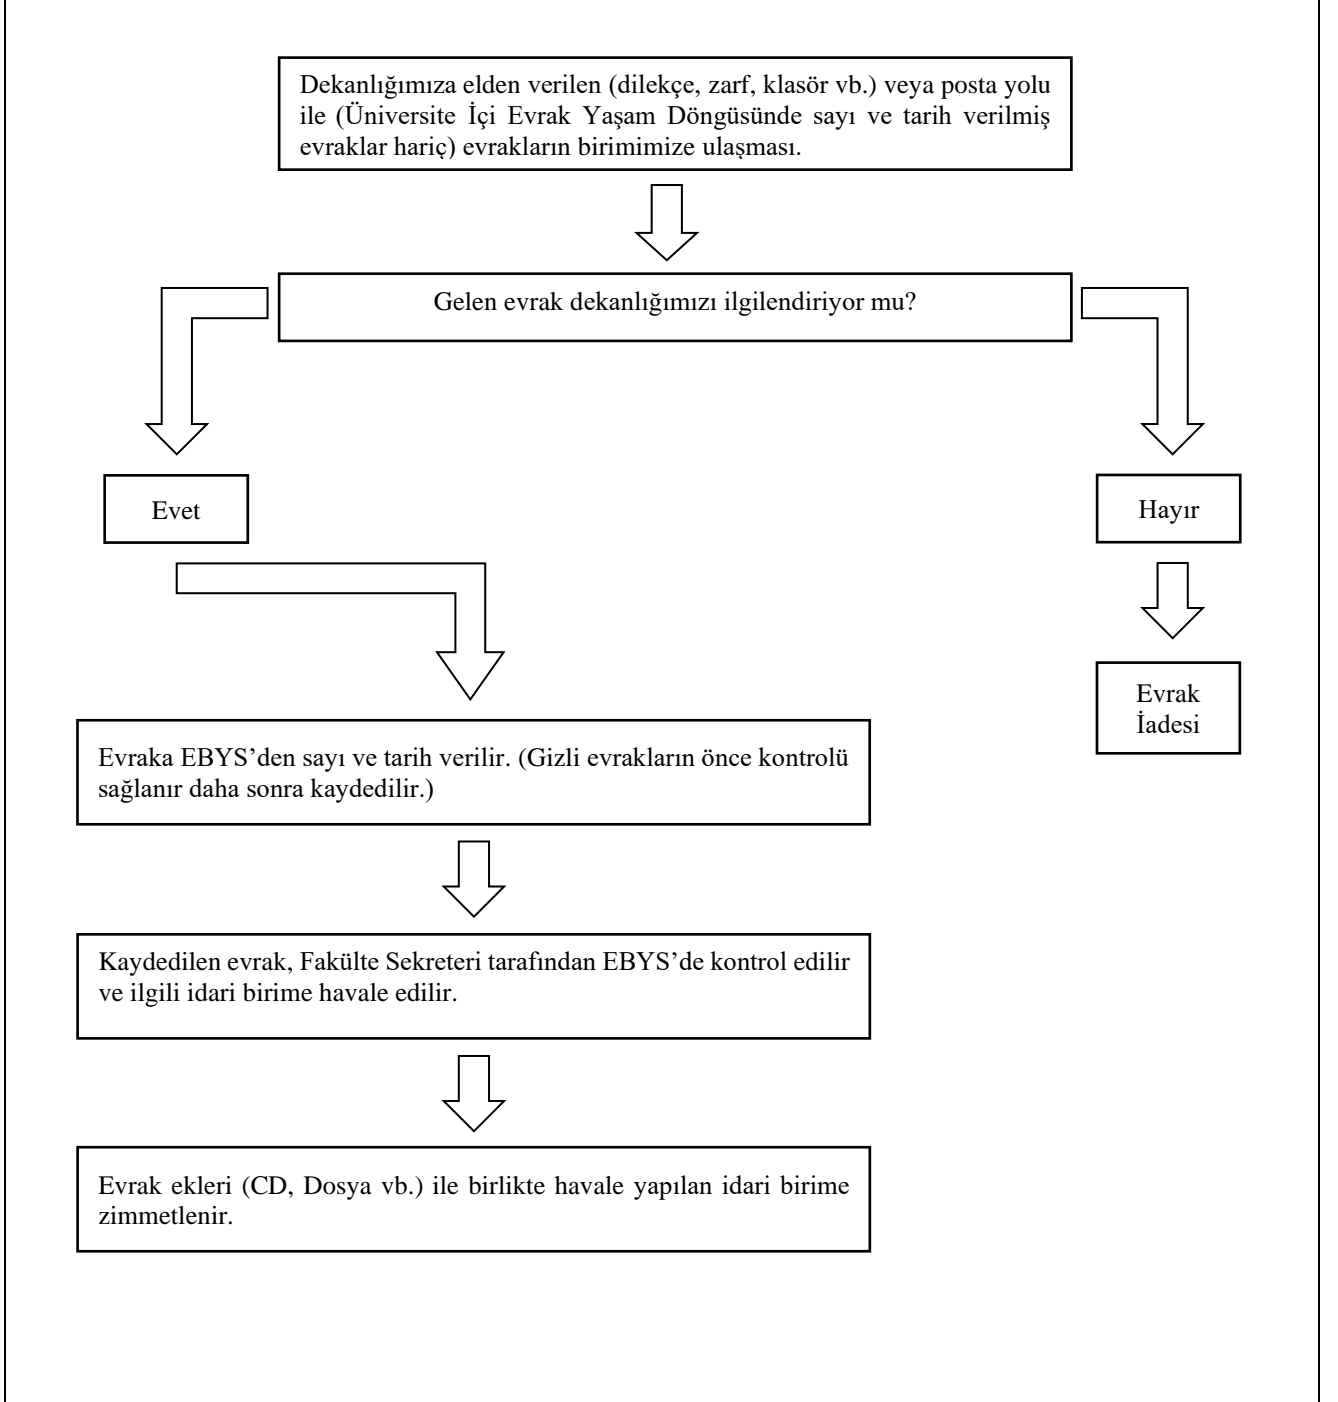 Dekanlığımıza elden verilen (dilekçe, zarf, klasör vb.) veya posta yolu
ile (Üniversite İçi Evrak Yaşam Döngüsünde sayı ve tarih verilmiş
evraklar hariç) evrakların birimimize ulaşması.
Gelen evrak dekanlığımızı ilgilendiriyor mu?
Evet
Hayır
Evrak
İadesi
Evraka EBYS’den sayı ve tarih verilir. (Gizli evrakların önce kontrolü
sağlanır daha sonra kaydedilir.)
Kaydedilen evrak, Fakülte Sekreteri tarafından EBYS’de kontrol edilir
ve ilgili idari birime havale edilir.
Evrak ekleri (CD, Dosya vb.) ile birlikte havale yapılan idari birime
zimmetlenir.